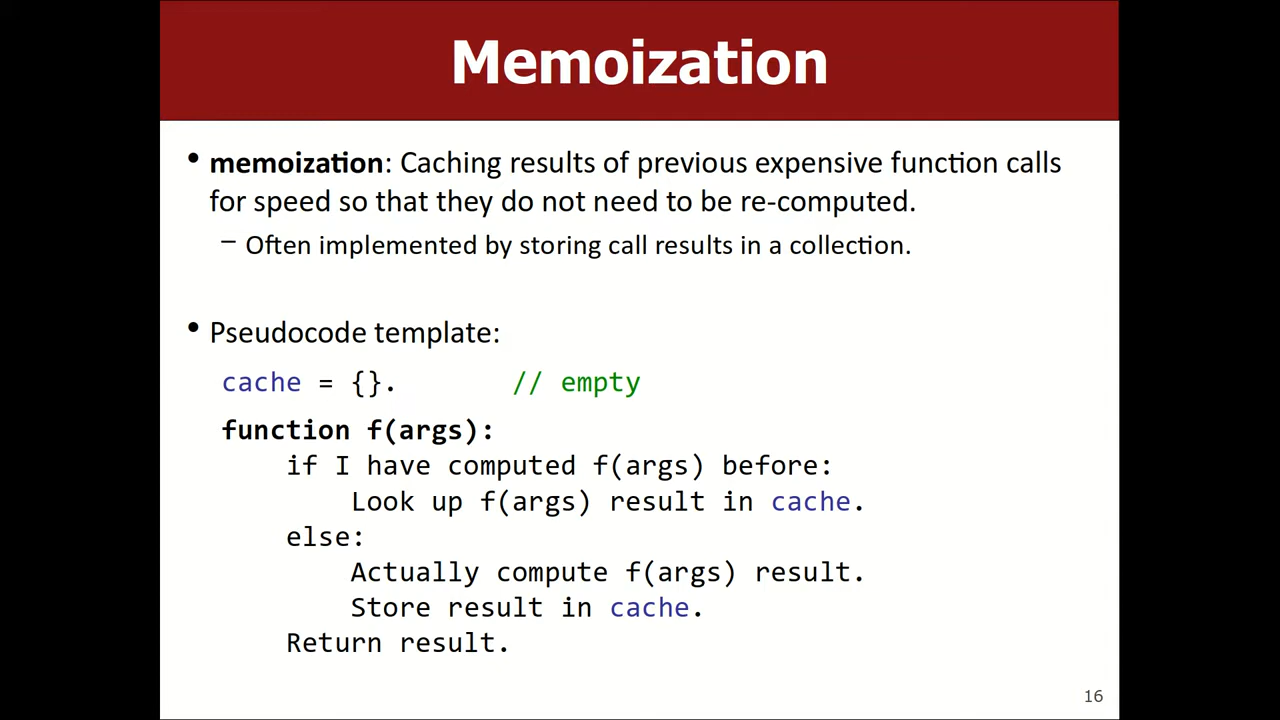 Memoization
• memoization: Caching results of previous expensive function calls
for speed so that they do not need to be re-computed.
– Often implemented by storing call results in a collection.
• Pseudocode template:
cache = {}.       // empty
function f(args):
    if I have computed f(args) before:
        Look up f(args) result in cache.
    else:
        Actually compute f(args) result.
        Store result in cache.
    Return result.
16